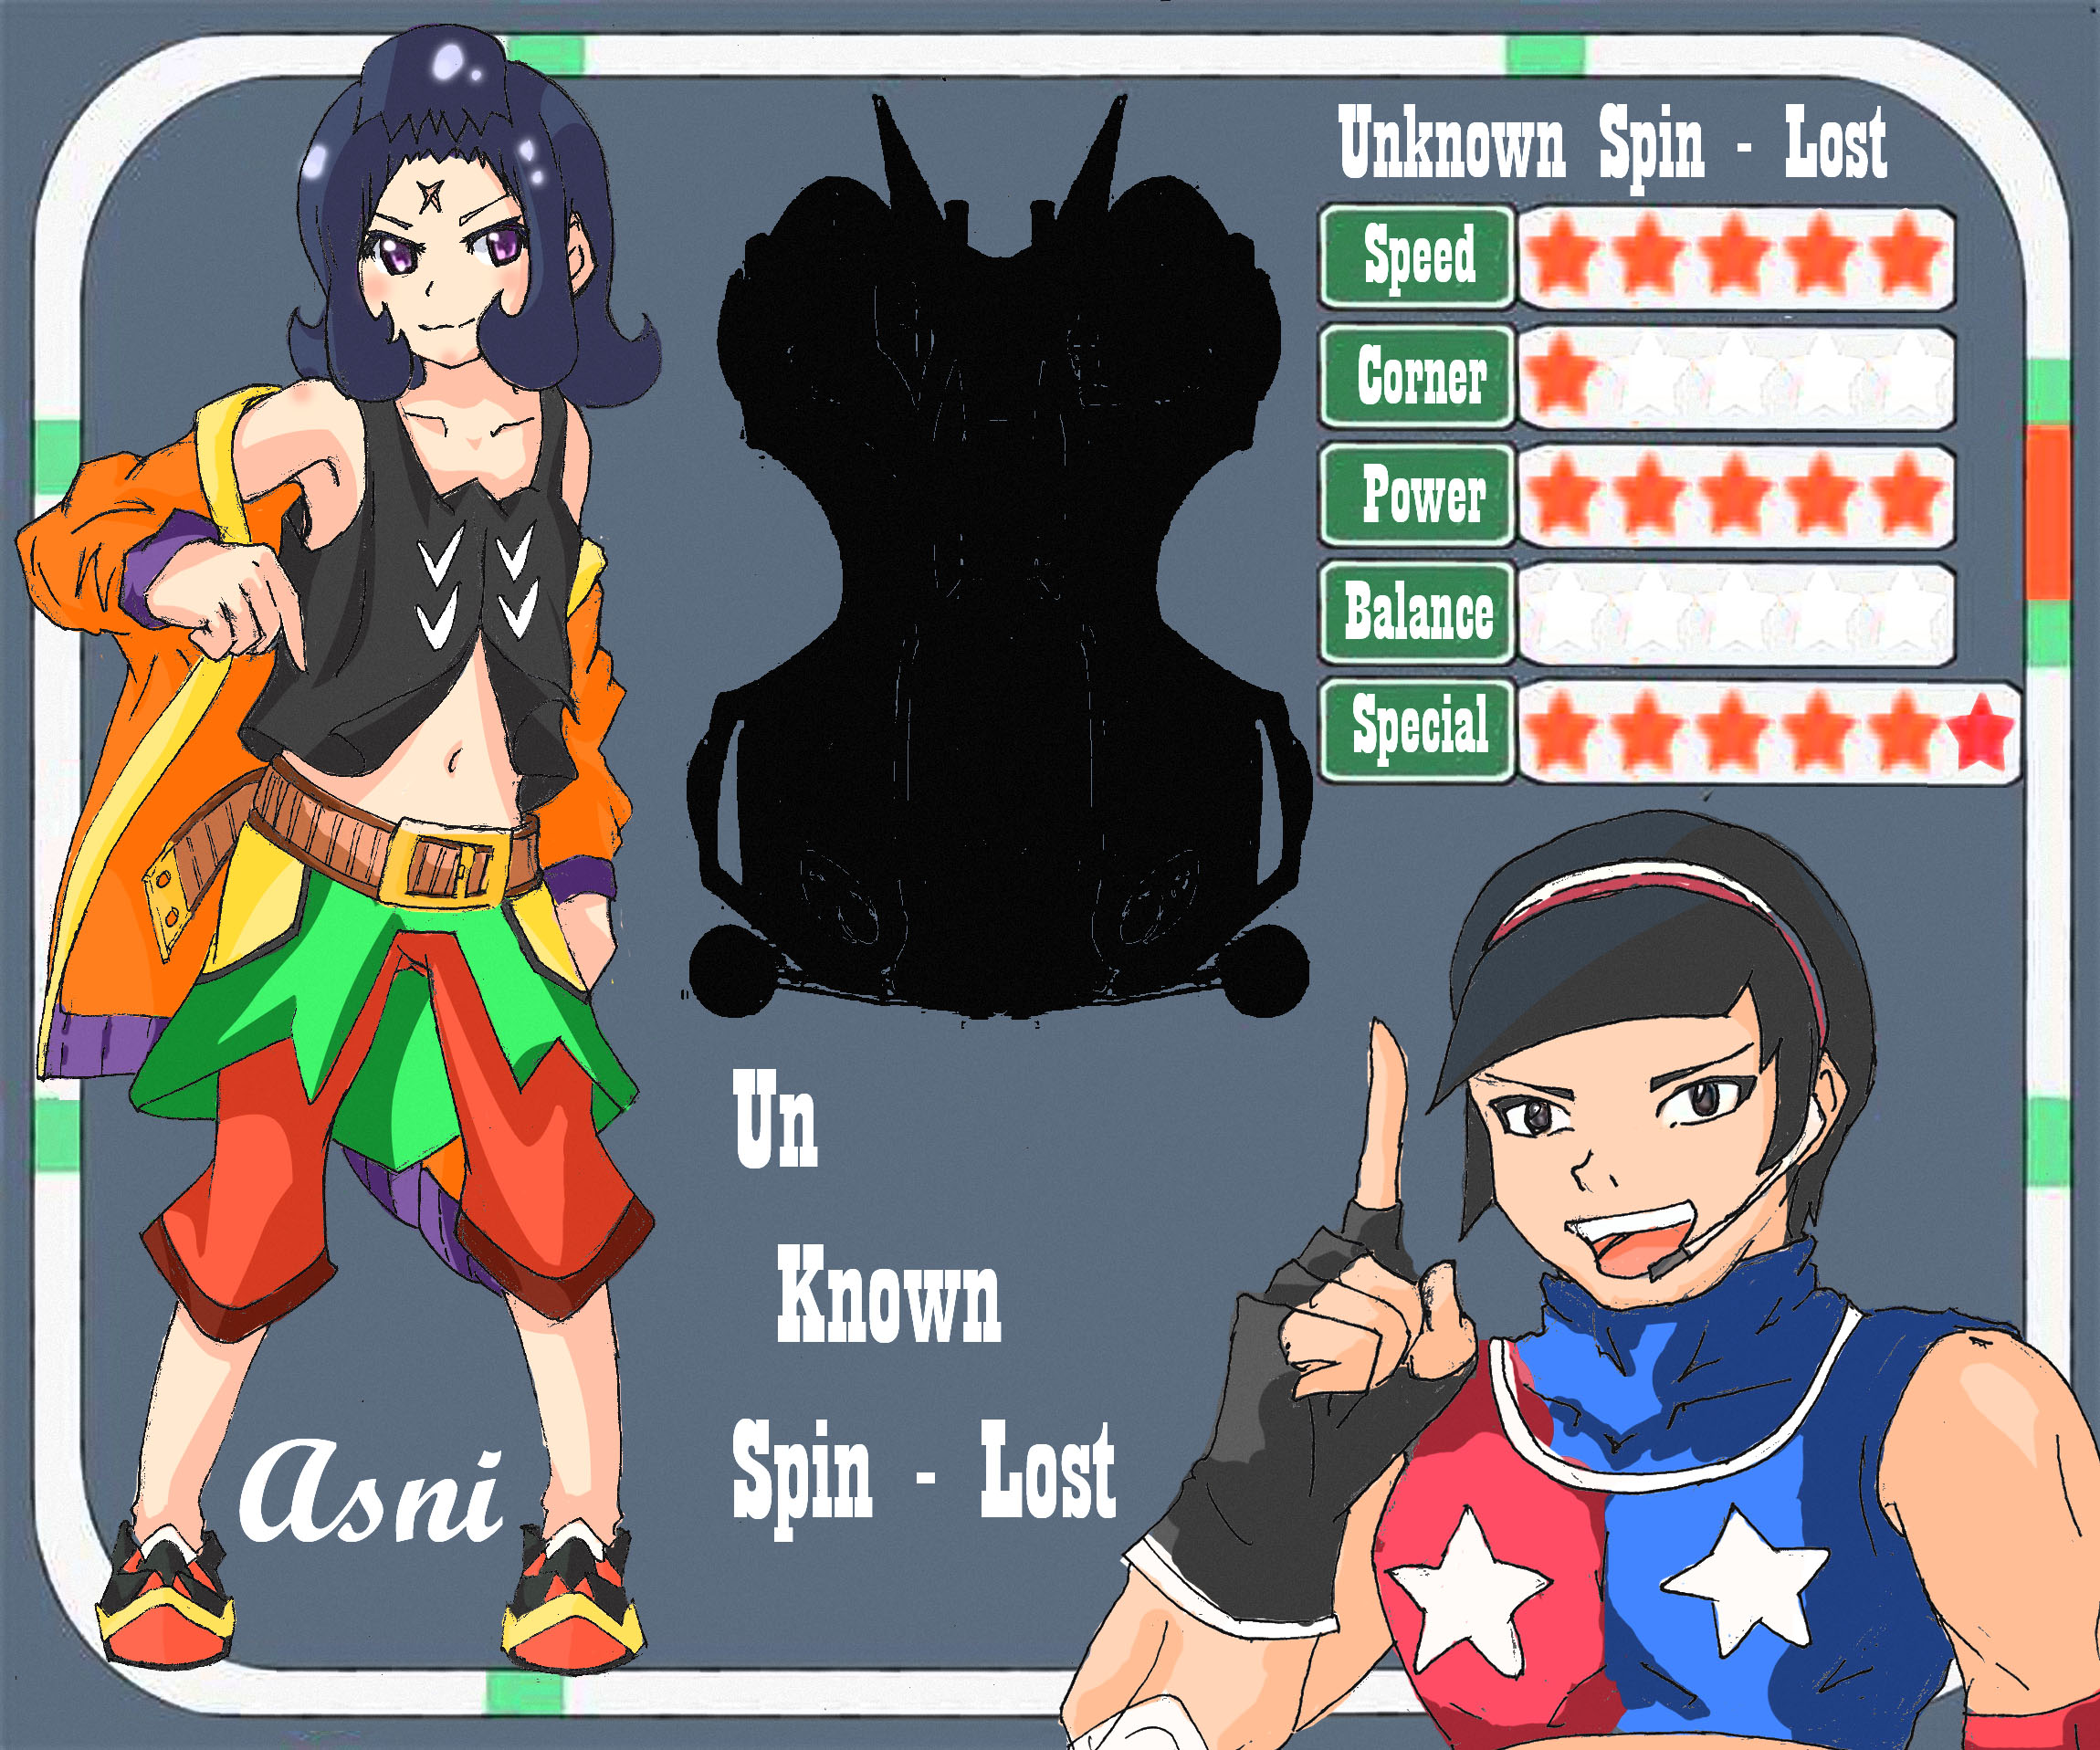 Unknown Spin - Lost
Speed
Corner
Power
Balance
Special
Un
Known
Spin - Lost
Asni